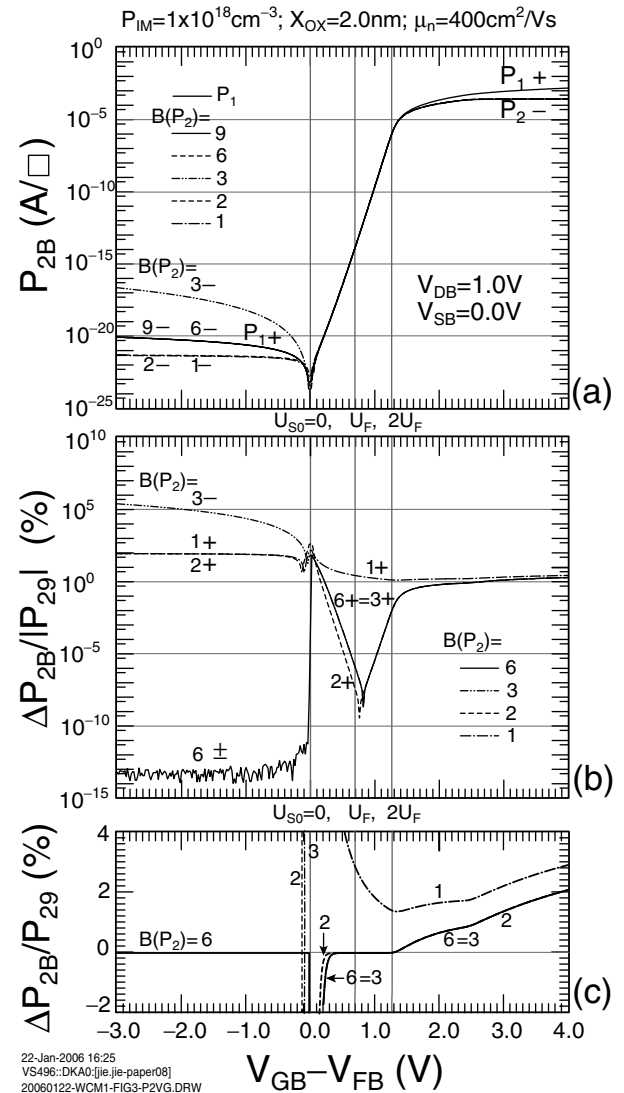 P_IM=1x10^18cm^−3; X_OX=2.0nm; μ_n=400cm^2/Vs
10^0
10^−5
10^−10
10^−15
10^−20
10^−25
P_2B (A/□)
P_1
B(P_2)=
9
6
3
2
1
P_1+
P_2−
B(P_2)=
3−
9− 6− P_1+
2− 1−
V_DB=1.0V
V_SB=0.0V
(a)
U_S0=0, U_F, 2U_F
10^10
10^5
10^0
10^−5
10^−10
10^−15
ΔP_2B/|P_29| (%)
B(P_2)=
3−
1+
2+
1+
6+=3+
2+
6 ±
B(P_2)=
6
3
2
1
(b)
U_S0=0, U_F, 2U_F
4
2
0
−2
ΔP_2B/P_29 (%)
B(P_2)=6
2
3
2
6=3
1
6=3
2
(c)
−3.0 −2.0 −1.0 0.0 1.0 2.0 3.0 4.0
V_GB−V_FB (V)
22-Jan-2006 16:25
VS496::DKA0:[jie.jie-paper08]
20060122-WCM1-FIG3-P2VG.DRW